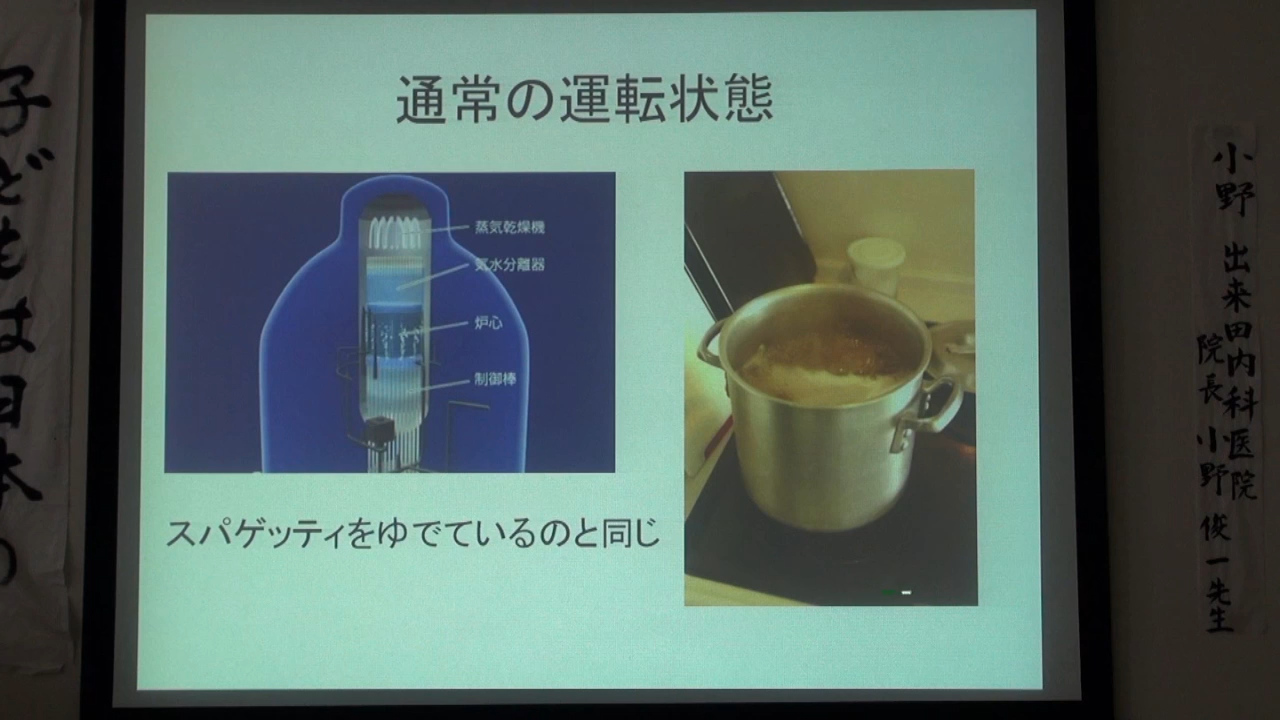 子どもは日本の
通常の運転状態
蒸気乾燥機
気水分離器
炉心
制御棒
スパゲッティをゆでているのと同じ
小野・出来田内科医院
院長 小野 俊一先生